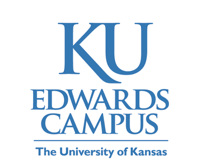 KU
EDWARDS
CAMPUS
The University of Kansas